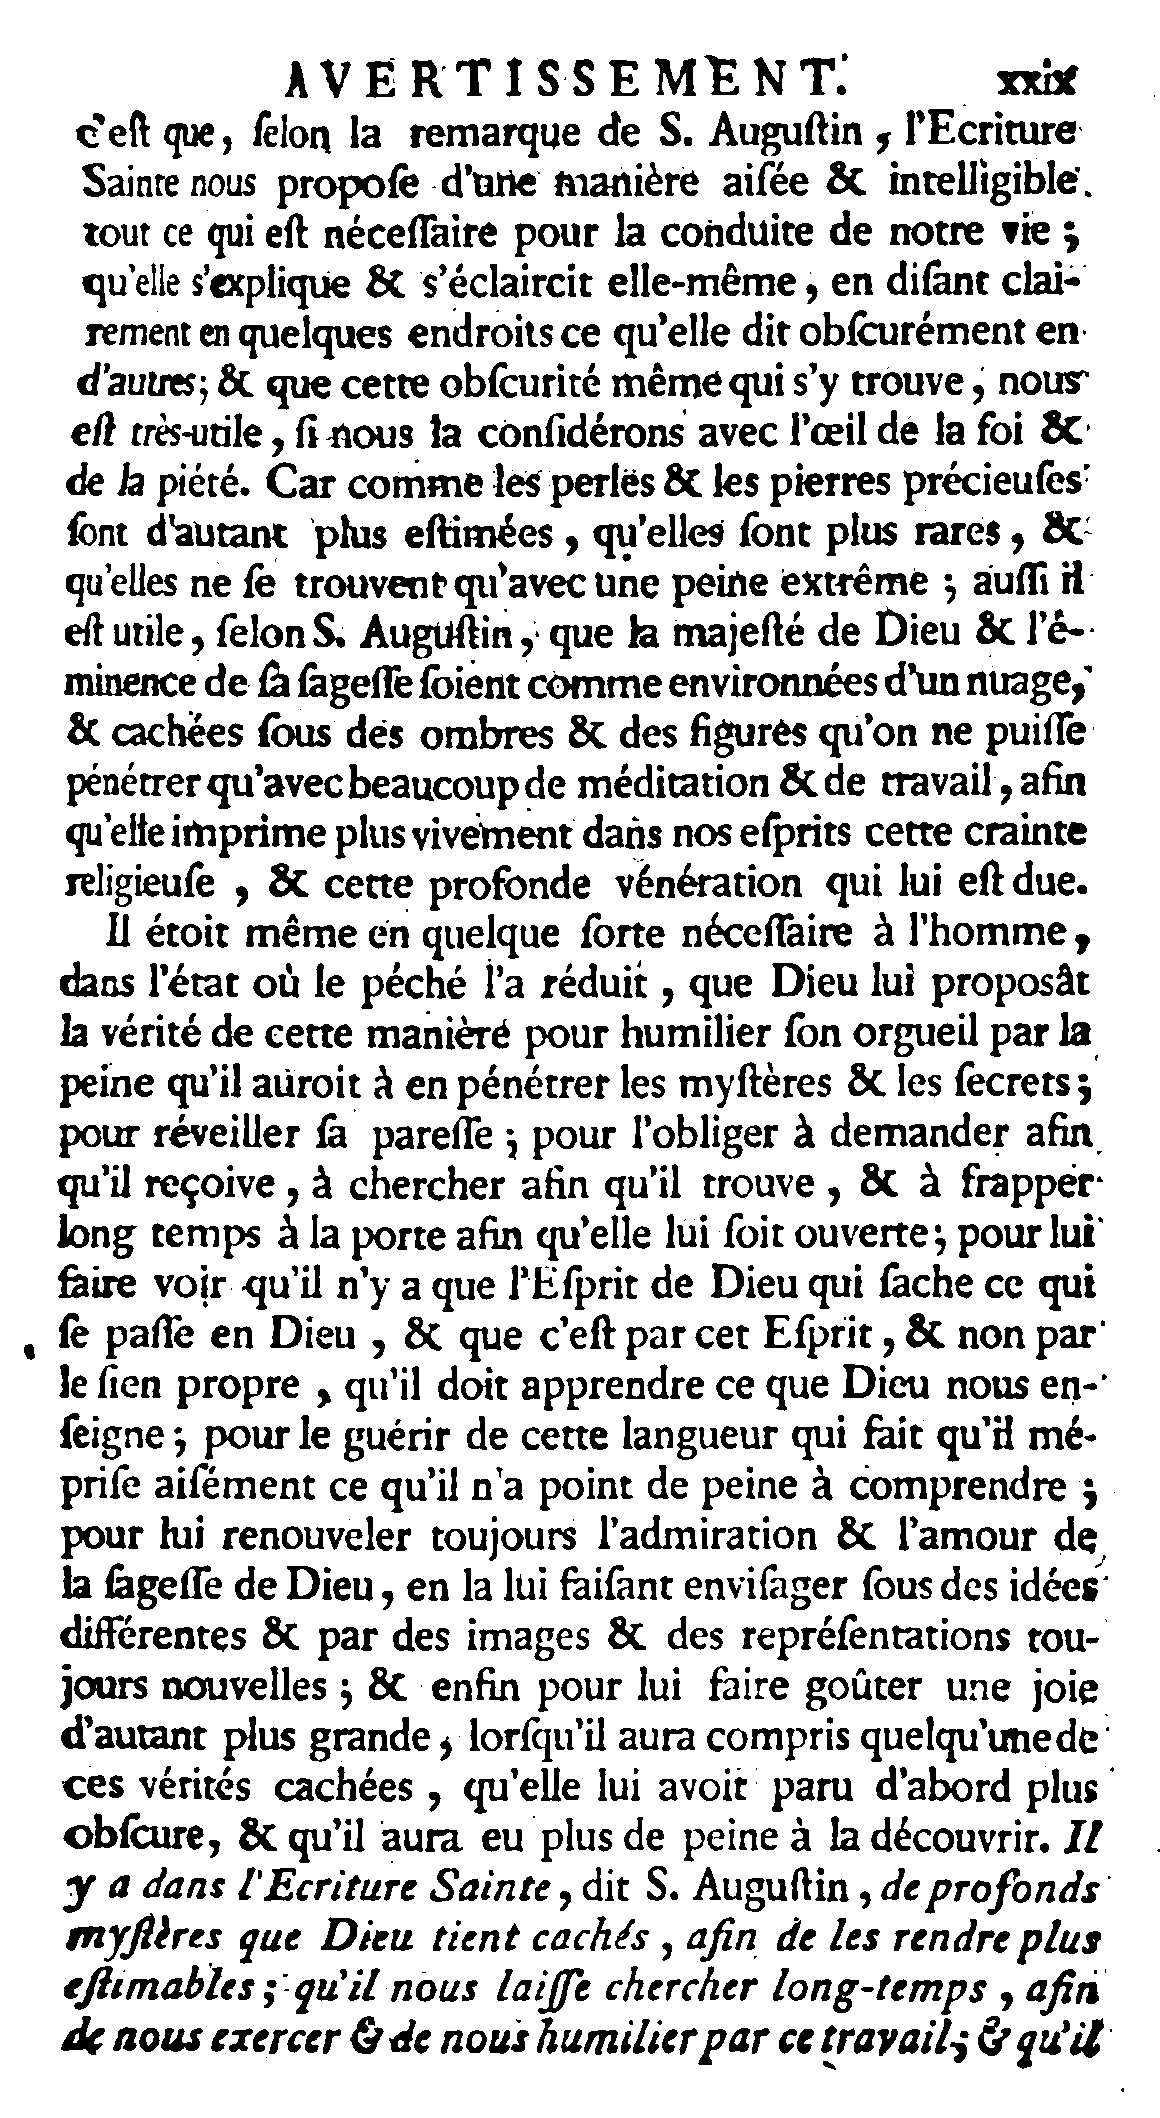 AVERTISSEMENT. xxix
c'eſt que, ſelon la remarque de S. Auguſtin, l'Ecriture
Sainte nous propoſe d'une manière aiſée & intelligible
tout ce qui eſt néceſſaire pour la conduite de notre vie;
qu'elle s'explique & s'éclaircit elle-même, en diſant clai-
rement en quelques endroits ce qu'elle dit obſcurément en
d'autres; & que cette obſcurité même qui s'y trouve, nous
eſt très-utile, ſi nous la conſidérons avec l'œil de la foi &
de la piété. Car comme les perles & les pierres précieuſes
ſont d'autant plus eſtimées, qu'elles ſont plus rares, &
qu'elles ne ſe trouvent qu'avec une peine extrême; auſſi il
eſt utile, ſelon S. Auguſtin, que la majeſté de Dieu & l'é-
minence de ſa ſageſſe ſoient comme environnées d'un nuage,
& cachées ſous des ombres & des figures qu'on ne puiſſe
pénétrer qu'avec beaucoup de méditation & de travail, afin
qu'elle imprime plus vivement dans nos eſprits cette crainte
religieuſe, & cette profonde vénération qui lui eſt due.
Il étoit même en quelque ſorte néceſſaire à l'homme,
dans l'état où le péché l'a réduit, que Dieu lui proposât
la vérité de cette manière pour humilier ſon orgueil par la
peine qu'il auroit à en pénétrer les myſtères & les ſecrets;
pour réveiller ſa pareſſe; pour l'obliger à demander afin
qu'il reçoive, à chercher afin qu'il trouve, & à frapper
long temps à la porte afin qu'elle lui ſoit ouverte; pour lui
faire voir qu'il n'y a que l'Eſprit de Dieu qui ſache ce qui
ſe paſſe en Dieu, & que c'eſt par cet Eſprit, & non par
le ſien propre, qu'il doit apprendre ce que Dieu nous en-
ſeigne; pour le guérir de cette langueur qui fait qu'il mé-
priſe aiſément ce qu'il n'a point de peine à comprendre;
pour lui renouveler toujours l'admiration & l'amour de
la ſageſſe de Dieu, en la lui faiſant enviſager ſous des idées
différentes & par des images & des repréſentations tou-
jours nouvelles; & enfin pour lui faire goûter une joie
d'autant plus grande, lorſqu'il aura compris quelqu'une de
ces vérités cachées, qu'elle lui avoit paru d'abord plus
obſcure, & qu'il aura eu plus de peine à la découvrir. Il
y a dans l'Ecriture Sainte, dit S. Auguſtin, de profonds
myſtères que Dieu tient cachés, afin de les rendre plus
eſtimables; qu'il nous laiſſe chercher long-temps, afin
de nous exercer & de nous humilier par ce travail; & qu'il